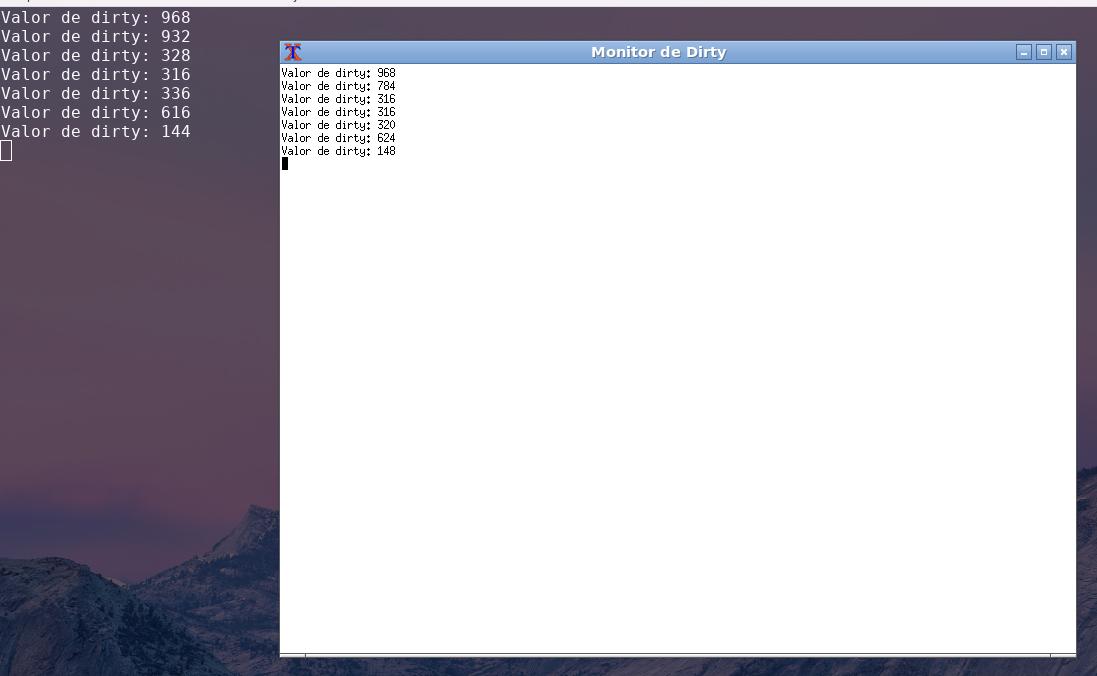 Valor de dirty: 968
Valor de dirty: 932
Valor de dirty: 328
Valor de dirty: 316
Valor de dirty: 336
Valor de dirty: 616
Valor de dirty: 144
Monitor de Dirty
Valor de dirty: 968
Valor de dirty: 784
Valor de dirty: 316
Valor de dirty: 316
Valor de dirty: 320
Valor de dirty: 624
Valor de dirty: 148